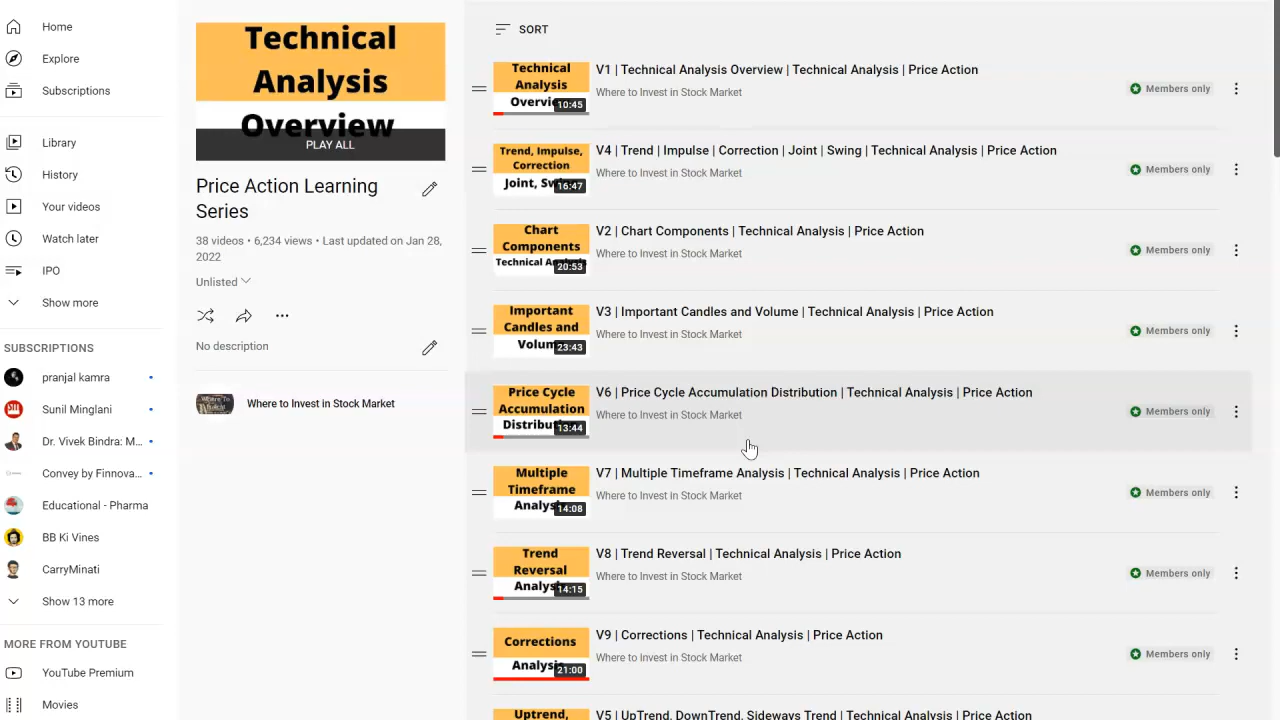 Home
Explore
Subscriptions
Library
History
Your videos
Watch later
IPO
Show more
SUBSCRIPTIONS
pranjal kamra
Sunil Minglani
Dr. Vivek Bindra: M...
Convey by Finnova...
Educational - Pharma
BB Ki Vines
CarryMinati
Show 13 more
MORE FROM YOUTUBE
YouTube Premium
Movies
Technical
Analysis
Overview
PLAY ALL
Price Action Learning
Series
38 videos • 6,234 views • Last updated on Jan 28,
2022
Unlisted
No description
Where to Invest in Stock Market
SORT
Technical
Analysis
Overvie
10:45
V1 | Technical Analysis Overview | Technical Analysis | Price Action
Where to Invest in Stock Market
Members only
Trend, Impulse,
Correction
Joint, Sw
16:47
V4 | Trend | Impulse | Correction | Joint | Swing | Technical Analysis | Price Action
Where to Invest in Stock Market
Members only
Chart
Components
Technical Analysis
20:53
V2 | Chart Components | Technical Analysis | Price Action
Where to Invest in Stock Market
Members only
Important
Candles and
Volum
23:43
V3 | Important Candles and Volume | Technical Analysis | Price Action
Where to Invest in Stock Market
Members only
Price Cycle
Accumulation
Distribut
13:44
V6 | Price Cycle Accumulation Distribution | Technical Analysis | Price Action
Where to Invest in Stock Market
Members only
Multiple
Timeframe
Analys
14:08
V7 | Multiple Timeframe Analysis | Technical Analysis | Price Action
Where to Invest in Stock Market
Members only
Trend
Reversal
Analys
14:15
V8 | Trend Reversal | Technical Analysis | Price Action
Where to Invest in Stock Market
Members only
Corrections
Analysis
21:00
V9 | Corrections | Technical Analysis | Price Action
Where to Invest in Stock Market
Members only
Uptrend,
V5 | UpTrend, DownTrend, Sideways Trend | Technical Analysis | Price Action